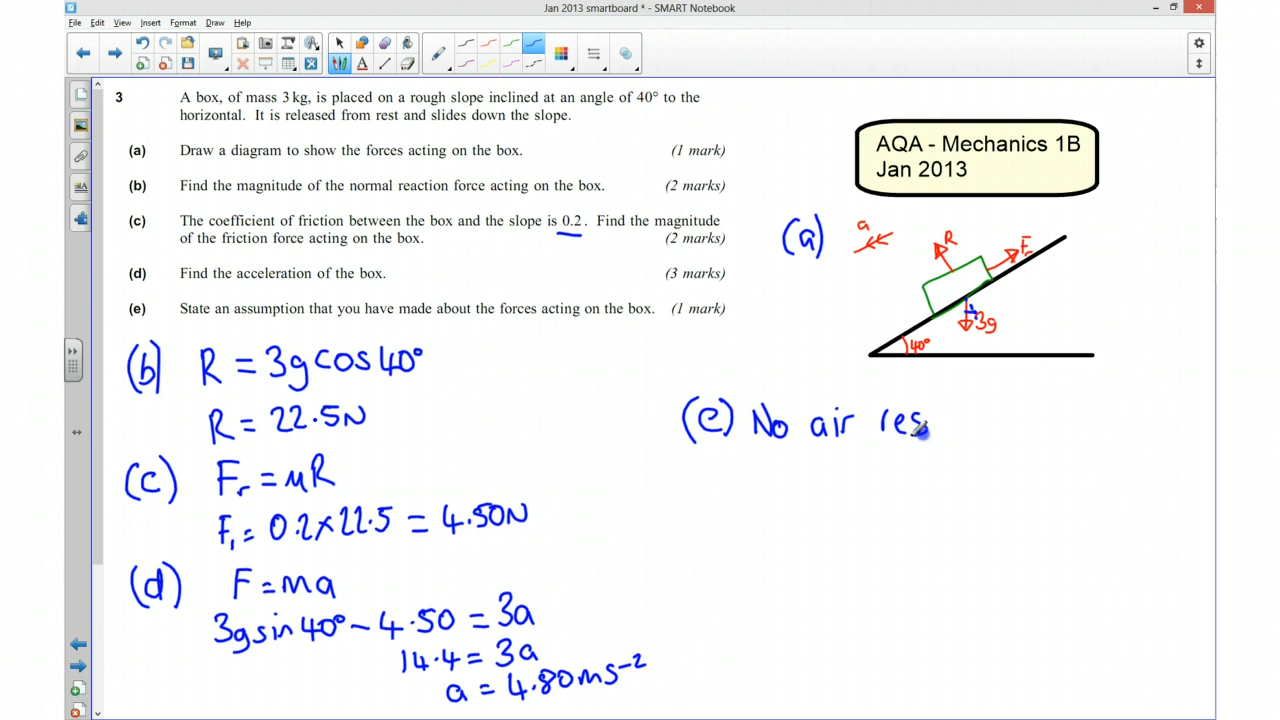 Jan 2013 smartboard * - SMART Notebook
File Edit View Insert Format Draw Help
3 A box, of mass 3 kg, is placed on a rough slope inclined at an angle of 40° to the
horizontal. It is released from rest and slides down the slope.
(a) Draw a diagram to show the forces acting on the box. (1 mark)
(b) Find the magnitude of the normal reaction force acting on the box. (2 marks)
(c) The coefficient of friction between the box and the slope is 0.2 . Find the magnitude
of the friction force acting on the box. (2 marks)
(d) Find the acceleration of the box. (3 marks)
(e) State an assumption that you have made about the forces acting on the box. (1 mark)
AQA - Mechanics 1B
Jan 2013
(a)
a
R
Fr
3g
40°
(b) R = 3g cos 40°
R = 22.5N
(c) Fr = μR
Fr = 0.2 × 22.5 = 4.50N
(d) F = ma
3g sin 40° - 4.50 = 3a
14.4 = 3a
a = 4.80ms⁻²
(e) No air res